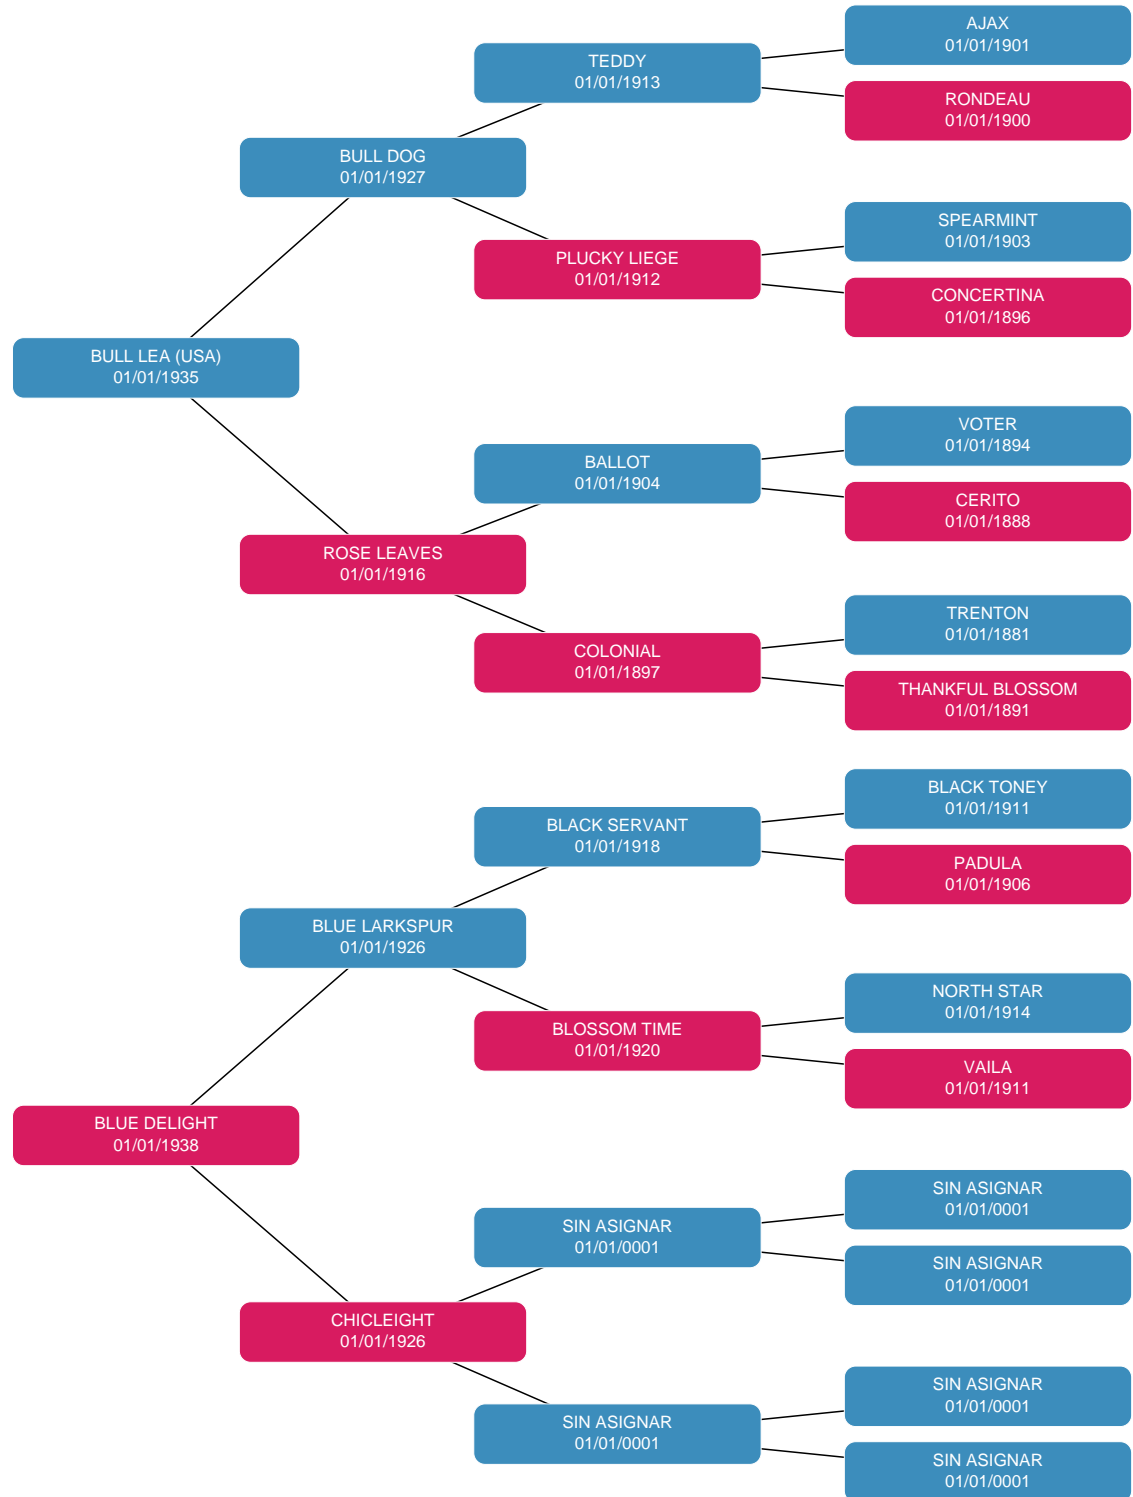 AJAX
01/01/1901
TEDDY
01/01/1913
RONDEAU
01/01/1900
BULL DOG
01/01/1927
SPEARMINT
01/01/1903
PLUCKY LIEGE
01/01/1912
CONCERTINA
01/01/1896
BULL LEA (USA)
01/01/1935
VOTER
01/01/1894
BALLOT
01/01/1904
CERITO
01/01/1888
ROSE LEAVES
01/01/1916
TRENTON
01/01/1881
COLONIAL
01/01/1897
THANKFUL BLOSSOM
01/01/1891
BLACK TONEY
01/01/1911
BLACK SERVANT
01/01/1918
PADULA
01/01/1906
BLUE LARKSPUR
01/01/1926
NORTH STAR
01/01/1914
BLOSSOM TIME
01/01/1920
VAILA
01/01/1911
BLUE DELIGHT
01/01/1938
SIN ASIGNAR
01/01/0001
SIN ASIGNAR
01/01/0001
SIN ASIGNAR
01/01/0001
CHICLEIGHT
01/01/1926
SIN ASIGNAR
01/01/0001
SIN ASIGNAR
01/01/0001
SIN ASIGNAR
01/01/0001